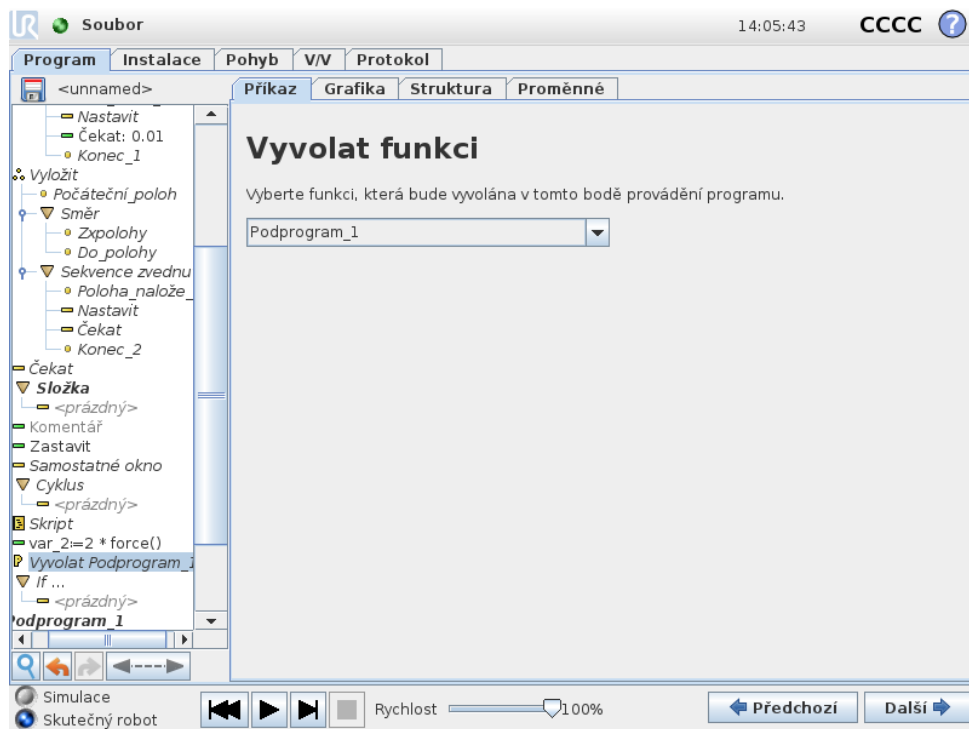 UR Soubor 14:05:43 CCCC ?
Program Instalace Pohyb V/V Protokol
<unnamed> Příkaz Grafika Struktura Proměnné
Nastavit
Čekat: 0.01
Konec_1
Vyložit
Počáteční_poloh
Směr
Zxpolohy
Do_polohy
Sekvence zvednu
Poloha_nalože_
Nastavit
Čekat
Konec_2
Čekat
Složka
<prázdný>
Komentář
Zastavit
Samostatné okno
Cyklus
<prázdný>
Skript
var_2:=2 * force()
Vyvolat Podprogram_1
If ...
<prázdný>
Podprogram_1
Vyvolat funkci
Vyberte funkci, která bude vyvolána v tomto bodě provádění programu.
Podprogram_1
Simulace
Skutečný robot
Rychlost 100%
Předchozí Další